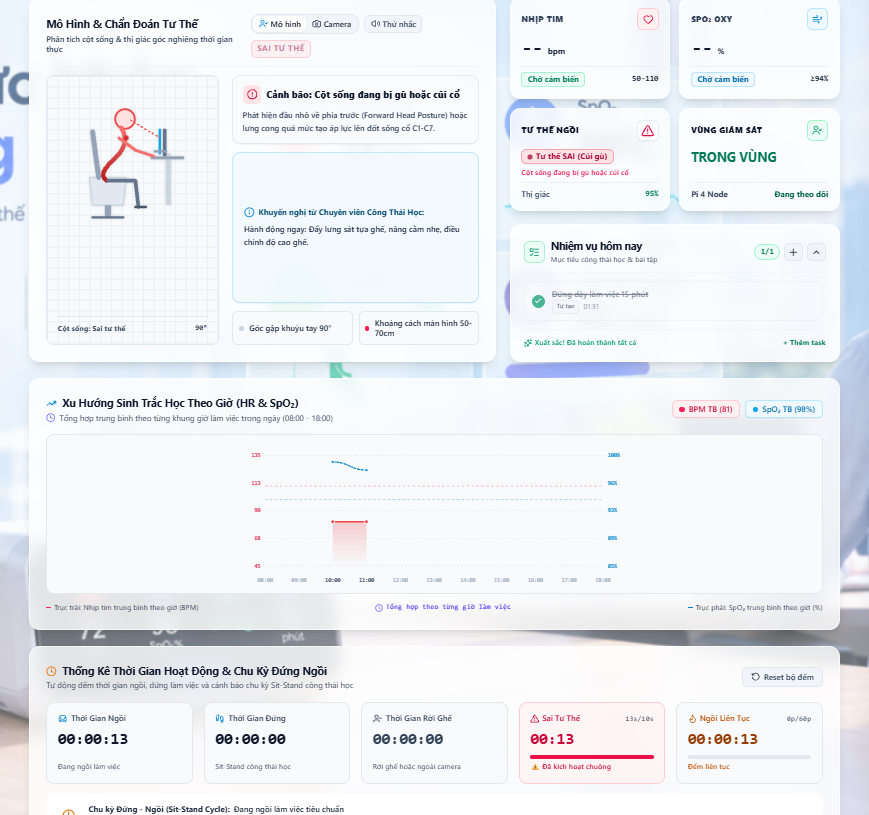 Mô Hình & Chẩn Đoán Tư Thế
Phân tích cột sống & thị giác góc nghiêng thời gian thực
Mô hình
Camera
Thử nhắc
SAI TƯ THẾ
Cột sống: Sai tư thế
90°
Cảnh báo: Cột sống đang bị gù hoặc cúi cổ
Phát hiện đầu nhô về phía trước (Forward Head Posture) hoặc
lưng cong quá mức tạo áp lực lên đốt sống cổ C1-C7.
Khuyến nghị từ Chuyên viên Công Thái Học:
Hành động ngay: Đẩy lưng sát tựa ghế, nâng cằm nhẹ, điều
chỉnh độ cao ghế.
Góc gập khuỷu tay 90°
Khoảng cách màn hình 50-
70cm
NHỊP TIM
-- bpm
Chờ cảm biến
50-110
SPO₂ OXY
-- %
Chờ cảm biến
≥94%
SpO₂
TƯ THẾ NGỒI
Tư thế SAI (Cúi gù)
Cột sống đang bị gù hoặc cúi cổ
Thị giác
95%
VÙNG GIÁM SÁT
TRONG VÙNG
Pi 4 Node
Đang theo dõi
Nhiệm vụ hôm nay
Mục tiêu công thái học & bài tập
1/1
Đứng dậy làm việc 15 phút
Tự tạo
01:31
Xuất sắc! Đã hoàn thành tất cả
+ Thêm task
Xu Hướng Sinh Trắc Học Theo Giờ (HR & SpO₂)
Tổng hợp trung bình theo từng khung giờ làm việc trong ngày (08:00 - 18:00)
BPM TB (81)
SpO₂ TB (98%)
135
113
90
68
45
100%
96%
93%
89%
85%
08:00 09:00 10:00 11:00 12:00 13:00 14:00 15:00 16:00 17:00 18:00
— Trục trái: Nhịp tim trung bình theo giờ (BPM)
Tổng hợp theo từng giờ làm việc
— Trục phải: SpO₂ trung bình theo giờ (%)
phút
Thống Kê Thời Gian Hoạt Động & Chu Kỳ Đứng Ngồi
Tự động đếm thời gian ngồi, đứng làm việc và cảnh báo chu kỳ Sit-Stand công thái học
Reset bộ đếm
Thời Gian Ngồi
00:00:13
Đang ngồi làm việc
Thời Gian Đứng
00:00:00
Sit-Stand công thái học
Thời Gian Rời Ghế
00:00:00
Rời ghế hoặc ngoài camera
Sai Tư Thế
13s/10s
00:13
Đã kích hoạt chuông
Ngồi Liên Tục
0p/60p
00:00:13
Đếm liên tục
Chu kỳ Đứng - Ngồi (Sit-Stand Cycle): Đang ngồi làm việc tiêu chuẩn